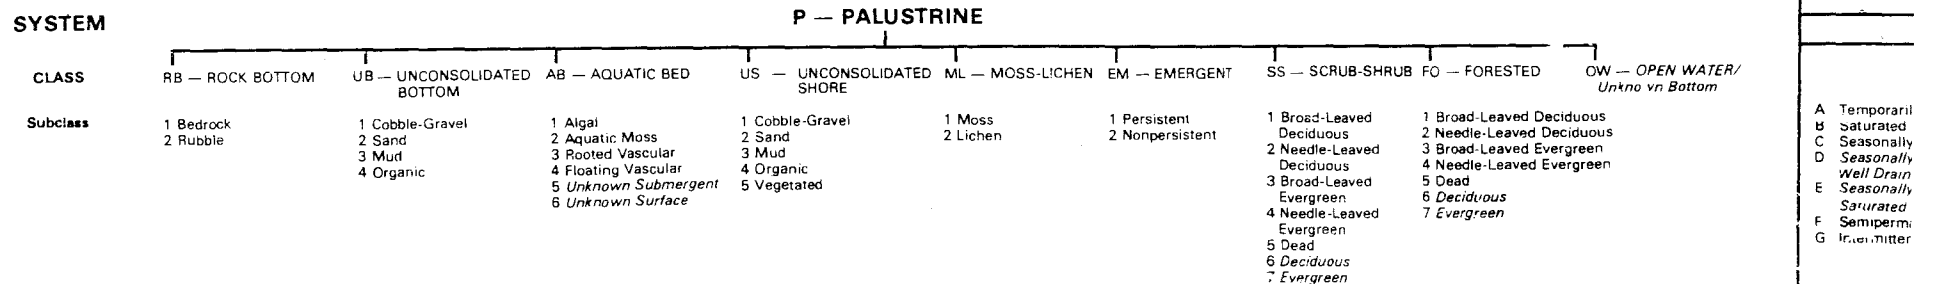 SYSTEM
P — PALUSTRINE
CLASS
RB — ROCK BOTTOM
UB — UNCONSOLIDATED
BOTTOM
AB — AQUATIC BED
US — UNCONSOLIDATED
SHORE
ML — MOSS-LICHEN
EM — EMERGENT
SS — SCRUB-SHRUB
FO — FORESTED
OW — OPEN WATER/
Bottom
Subclass
1 Bedrock
2 Rubble
1 Cobble-Gravel
2 Sand
3 Mud
4 Organic
1 Algal
2 Aquatic Moss
3 Rooted Vascular
4 Floating Vascular
5 Unknown Submergent
6 Unknown Surface
1 Cobble-Gravel
2 Sand
3 Mud
4 Organic
5 Vegetated
1 Moss
2 Lichen
1 Persistent
2 Nonpersistent
1 Broad-Leaved
Deciduous
2 Needle-Leaved
Deciduous
3 Broad-Leaved
Evergreen
4 Needle-Leaved
Evergreen
5 Dead
6 Deciduous
7 Evergreen
1 Broad-Leaved Deciduous
2 Needle-Leaved Deciduous
3 Broad-Leaved Evergreen
4 Needle-Leaved Evergreen
5 Dead
6 Deciduous
7 Evergreen
A Temporaril
B Saturated
C Seasonally
D Seasonally
Well Drain
E Seasonally
Saturated
F Semiperm
G